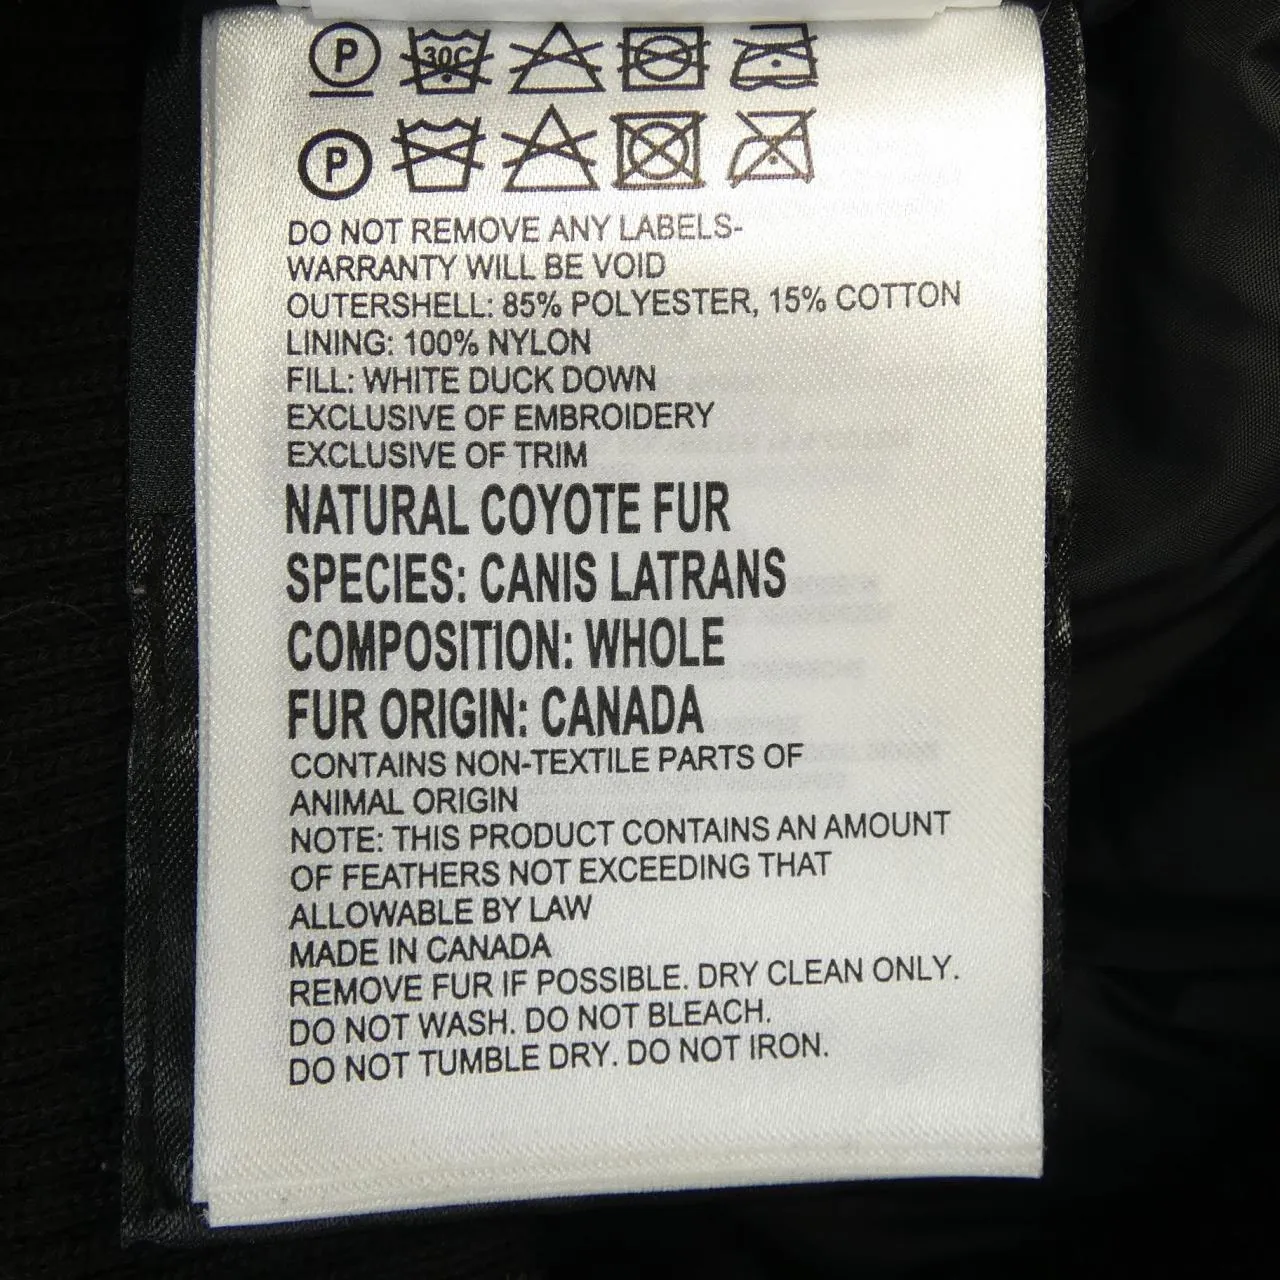 P 30C
P
DO NOT REMOVE ANY LABELS-
WARRANTY WILL BE VOID
OUTERSHELL: 85% POLYESTER, 15% COTTON
LINING: 100% NYLON
FILL: WHITE DUCK DOWN
EXCLUSIVE OF EMBROIDERY
EXCLUSIVE OF TRIM
NATURAL COYOTE FUR
SPECIES: CANIS LATRANS
COMPOSITION: WHOLE
FUR ORIGIN: CANADA
CONTAINS NON-TEXTILE PARTS OF
ANIMAL ORIGIN
NOTE: THIS PRODUCT CONTAINS AN AMOUNT
OF FEATHERS NOT EXCEEDING THAT
ALLOWABLE BY LAW
MADE IN CANADA
REMOVE FUR IF POSSIBLE. DRY CLEAN ONLY.
DO NOT WASH. DO NOT BLEACH.
DO NOT TUMBLE DRY. DO NOT IRON.